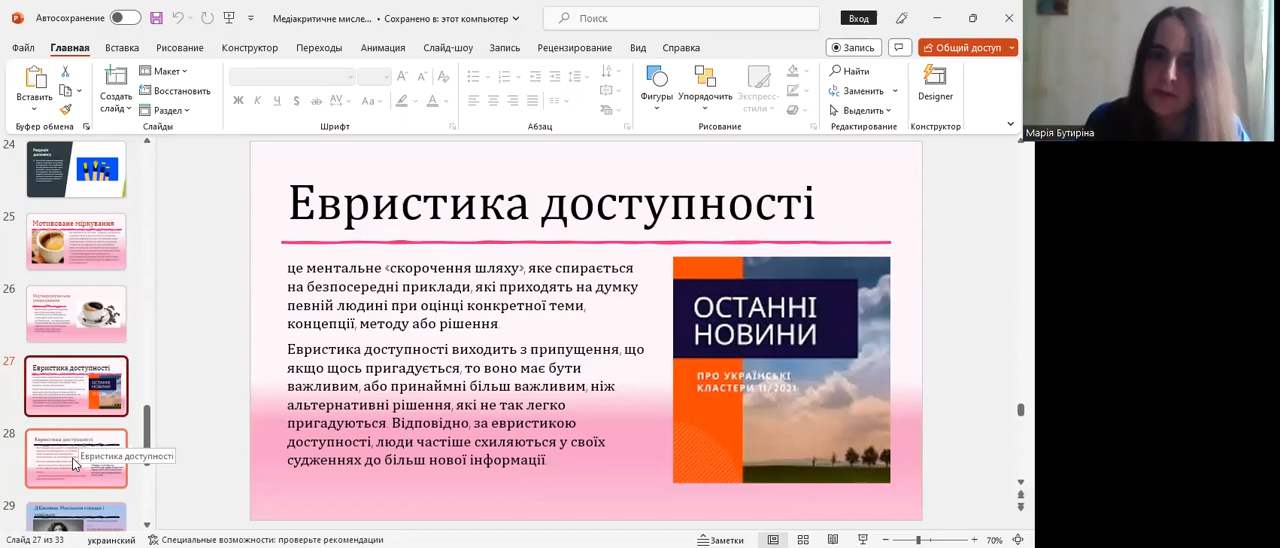 Автосохранение
Медіакритичне мисле... • Сохранено в: этот компьютер
Поиск
Вход
Файл Главная Вставка Рисование Конструктор Переходы Анимация Слайд-шоу Запись Рецензирование Вид Справка
Запись
Общий доступ
Вставить
Создать слайд
Макет
Восстановить
Раздел
Ж К Ч S ab AV Aa A
Фигуры
Упорядочить
Экспресс-стили
Найти
Заменить
Выделить
Designer
Буфер обмена
Слайды
Шрифт
Абзац
Рисование
Редактирование
Конструктор
Марія Бутиріна
24
25
Мотивоване міркування
26
27
Евристика доступності
ОСТАННІ НОВИНИ
28
Евристика доступності
29
Евристика доступності
це ментальне «скорочення шляху», яке спирається
на безпосередні приклади, які приходять на думку
певній людині при оцінці конкретної теми,
концепції, методу або рішення.
Евристика доступності виходить з припущення, що
якщо щось пригадується, то воно має бути
важливим, або принаймні більш важливим, ніж
альтернативні рішення, які не так легко
пригадуються. Відповідно, за евристикою
доступності, люди частіше схиляються у своїх
судженнях до більш нової інформації.
ОСТАННІ
НОВИНИ
ПРО УКРАЇНСЬКІ
КЛАСТЕРИ 11/2021
Слайд 27 из 33
украинский
Специальные возможности: проверьте рекомендации
Заметки
70%